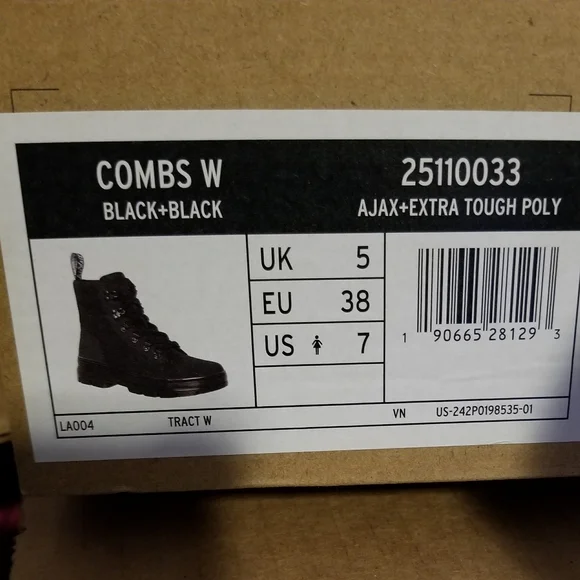 COMBS W 25110033
BLACK+BLACK AJAX+EXTRA TOUGH POLY
UK 5
EU 38
US 7
1 90665 28129 3
LA004 TRACT W VN US-242P0198535-01